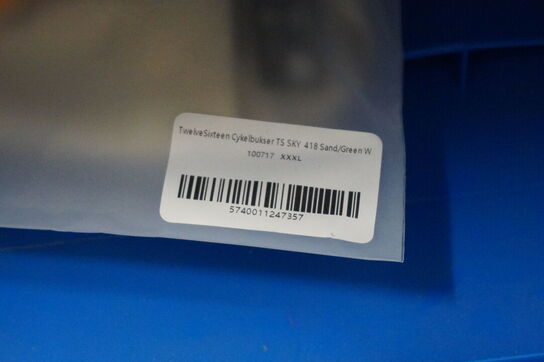 TwelveSixteen Cykelbukser TS SKY 418 Sand/Green W
100717 XXXL
5740011247357